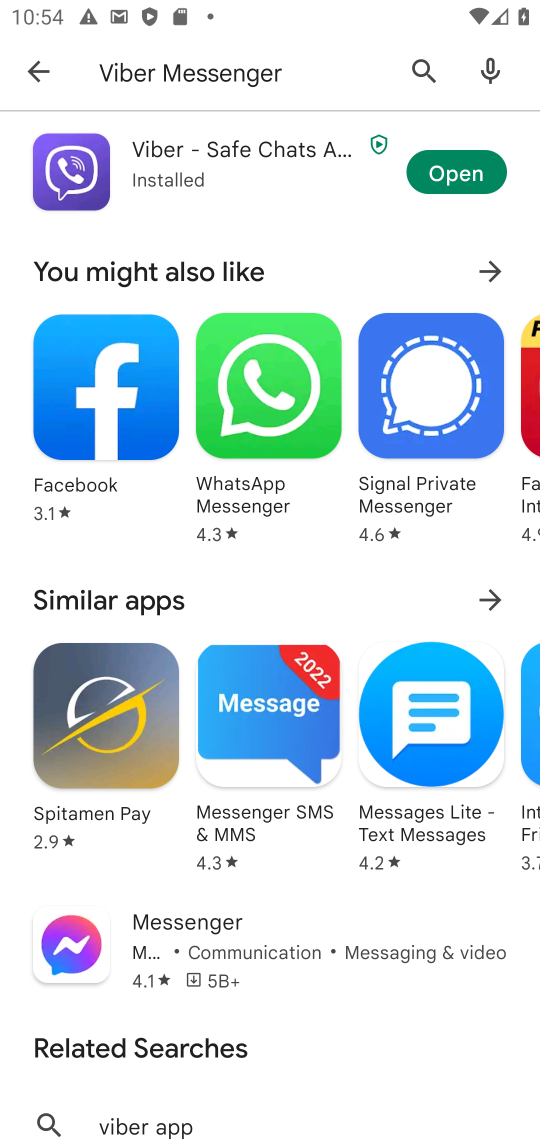 10:54
Viber Messenger
Viber - Safe Chats A...
Installed
Open
You might also like
Facebook
3.1★
WhatsApp
Messenger
4.3★
Signal Private
Messenger
4.6★
Fa
Int
4.9
Similar apps
2022
Message
Spitamen Pay
2.9★
Messenger SMS
& MMS
4.3★
Messages Lite -
Text Messages
4.2★
Int
Fri
3.7
Messenger
M... • Communication • Messaging & video
4.1★ 5B+
Related Searches
viber app